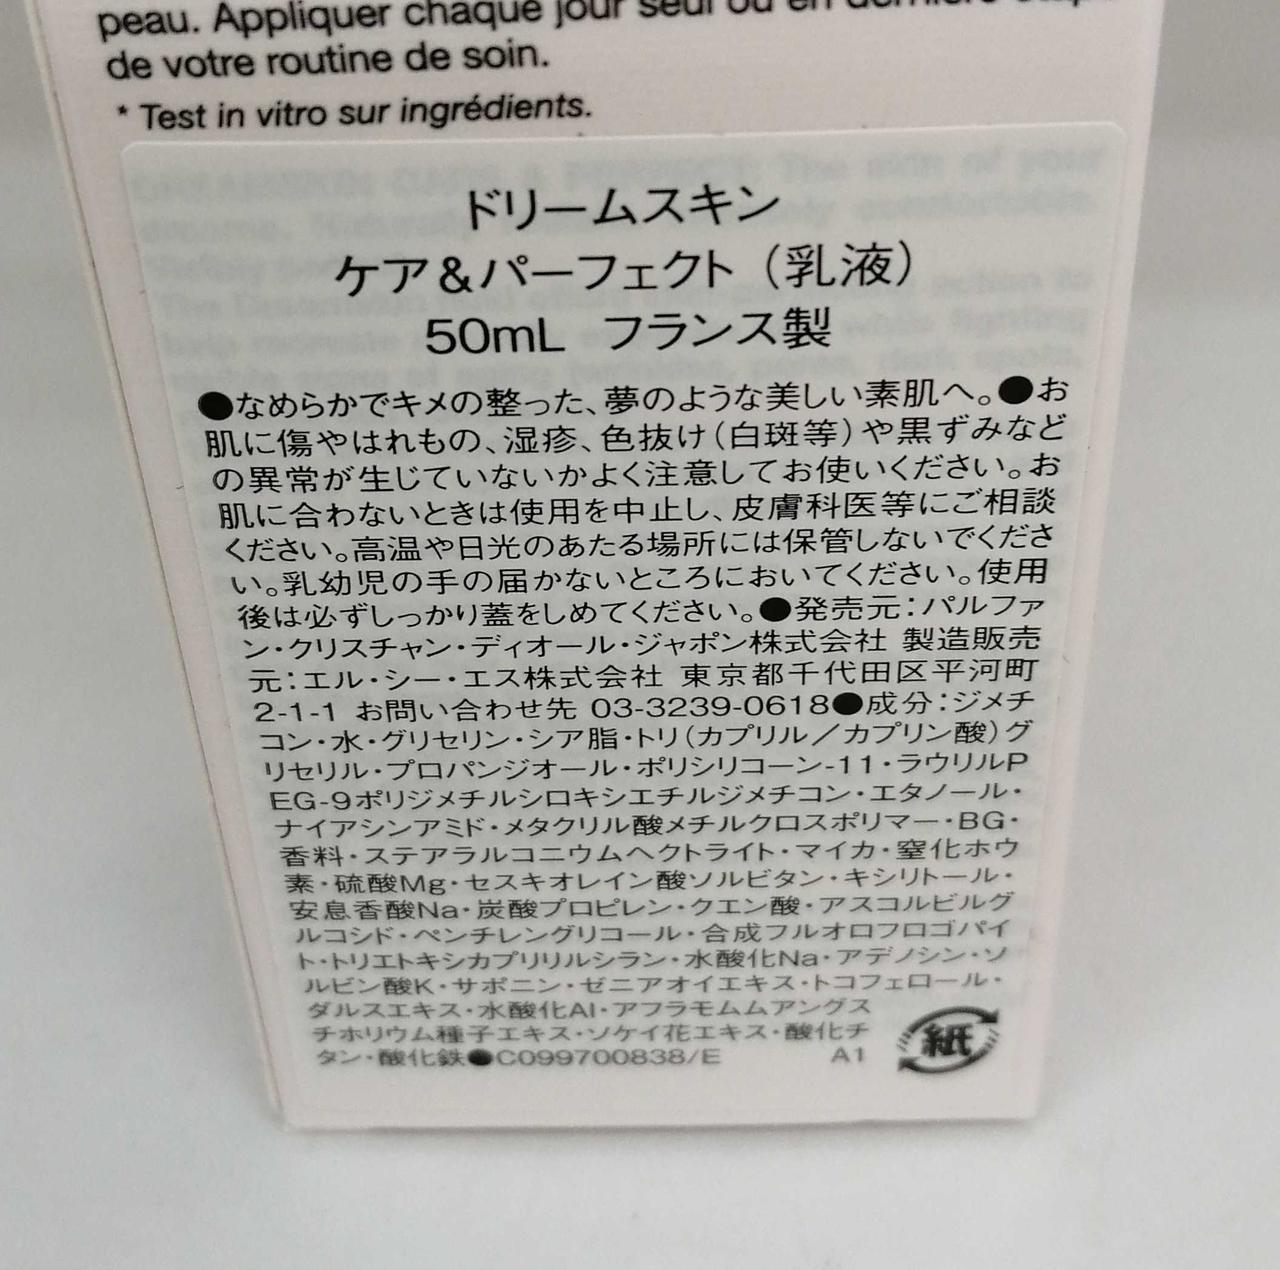 peau. Appliquer chaque jour seul ou en dernière
de votre routine de soin.
* Test in vitro sur ingrédients.
ドリームスキン
ケア&パーフェクト（乳液）
50mL フランス製
●なめらかでキメの整った、夢のような美しい素肌へ。●お
肌に傷やはれもの、湿疹、色抜け（白斑等）や黒ずみなど
の異常が生じていないかよく注意してお使いください。お
肌に合わないときは使用を中止し、皮膚科医等にご相談
ください。高温や日光のあたる場所には保管しないでくださ
い。乳幼児の手の届かないところにおいてください。使用
後は必ずしっかり蓋をしめてください。●発売元：パルファ
ン・クリスチャン・ディオール・ジャポン株式会社 製造販売
元：エル・シー・エス株式会社 東京都千代田区平河町
2-1-1 お問い合わせ先 03-3239-0618●成分：ジメチ
コン・水・グリセリン・シア脂・トリ（カプリル／カプリン酸）グ
リセリル・プロパンジオール・ポリシリコーン-11・ラウリルP
EG-9ポリジメチルシロキシエチルジメチコン・エタノール・
ナイアシンアミド・メタクリル酸メチルクロスポリマー・BG・
香料・ステアラルコニウムヘクトライト・マイカ・窒化ホウ
素・硫酸Mg・セスキオレイン酸ソルビタン・キシリトール・
安息香酸Na・炭酸プロピレン・クエン酸・アスコルビルグ
ルコシド・ペンチレングリコール・合成フルオロフロゴパイ
ト・トリエトキシカプリリルシラン・水酸化Na・アデノシン・ソ
ルビン酸K・サポニン・ゼニアオイエキス・トコフェロール・
ダルスエキス・水酸化Al・アフラモムムアングス
チホリウム種子エキス・ソケイ花エキス・酸化チ
タン・酸化鉄●C099700838/E A1
紙